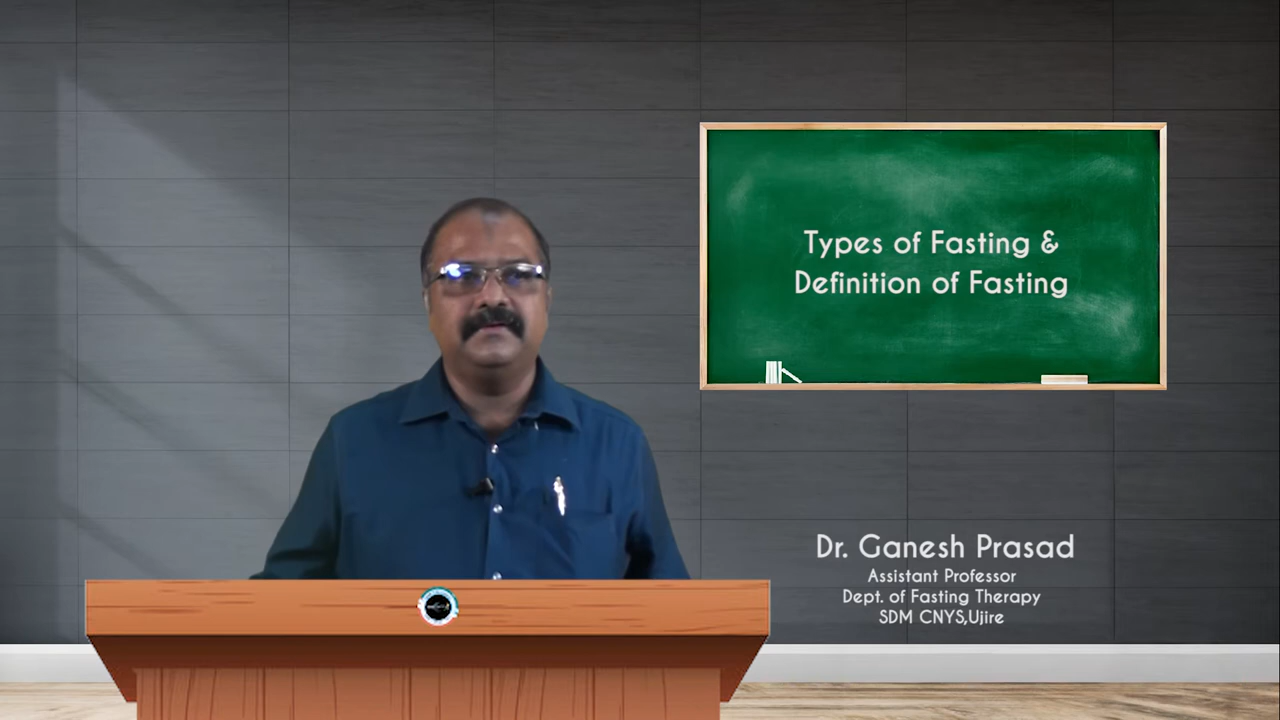 Types of Fasting &
Definition of Fasting
Dr. Ganesh Prasad
Assistant Professor
Dept. of Fasting Therapy
SDM CNYS,Ujire